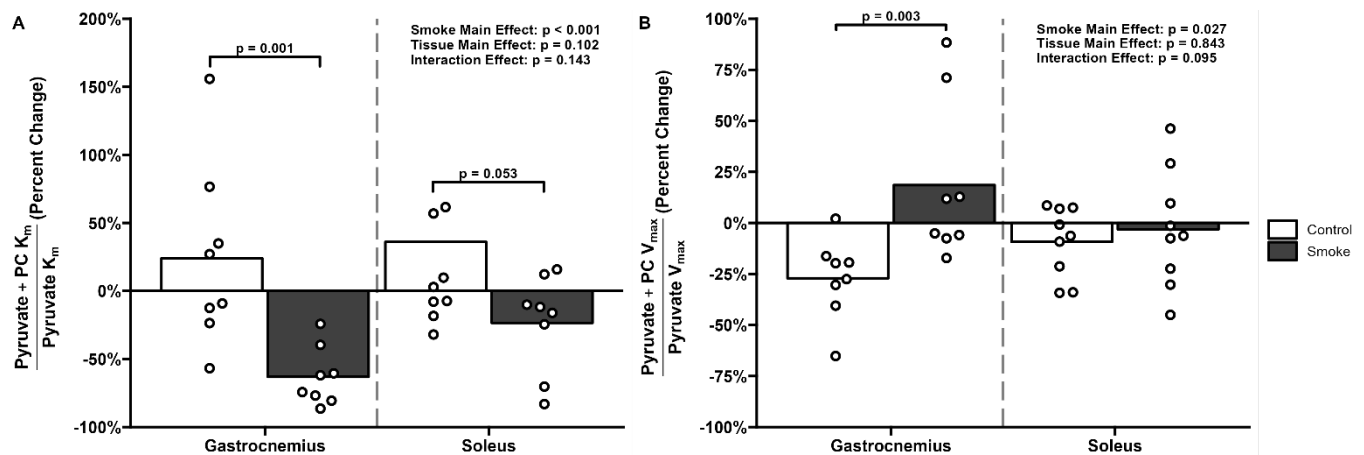 A
200%
150%
100%
50%
0%
-50%
-100%
Pyruvate + PC Km (Percent Change)
Pyruvate Km
p = 0.001
Smoke Main Effect: p < 0.001
Tissue Main Effect: p = 0.102
Interaction Effect: p = 0.143
p = 0.053
Gastrocnemius
Soleus
B
100%
75%
50%
25%
0%
-25%
-50%
-75%
-100%
Pyruvate + PC Vmax (Percent Change)
Pyruvate Vmax
p = 0.003
Smoke Main Effect: p = 0.027
Tissue Main Effect: p = 0.843
Interaction Effect: p = 0.095
Gastrocnemius
Soleus
Control
Smoke